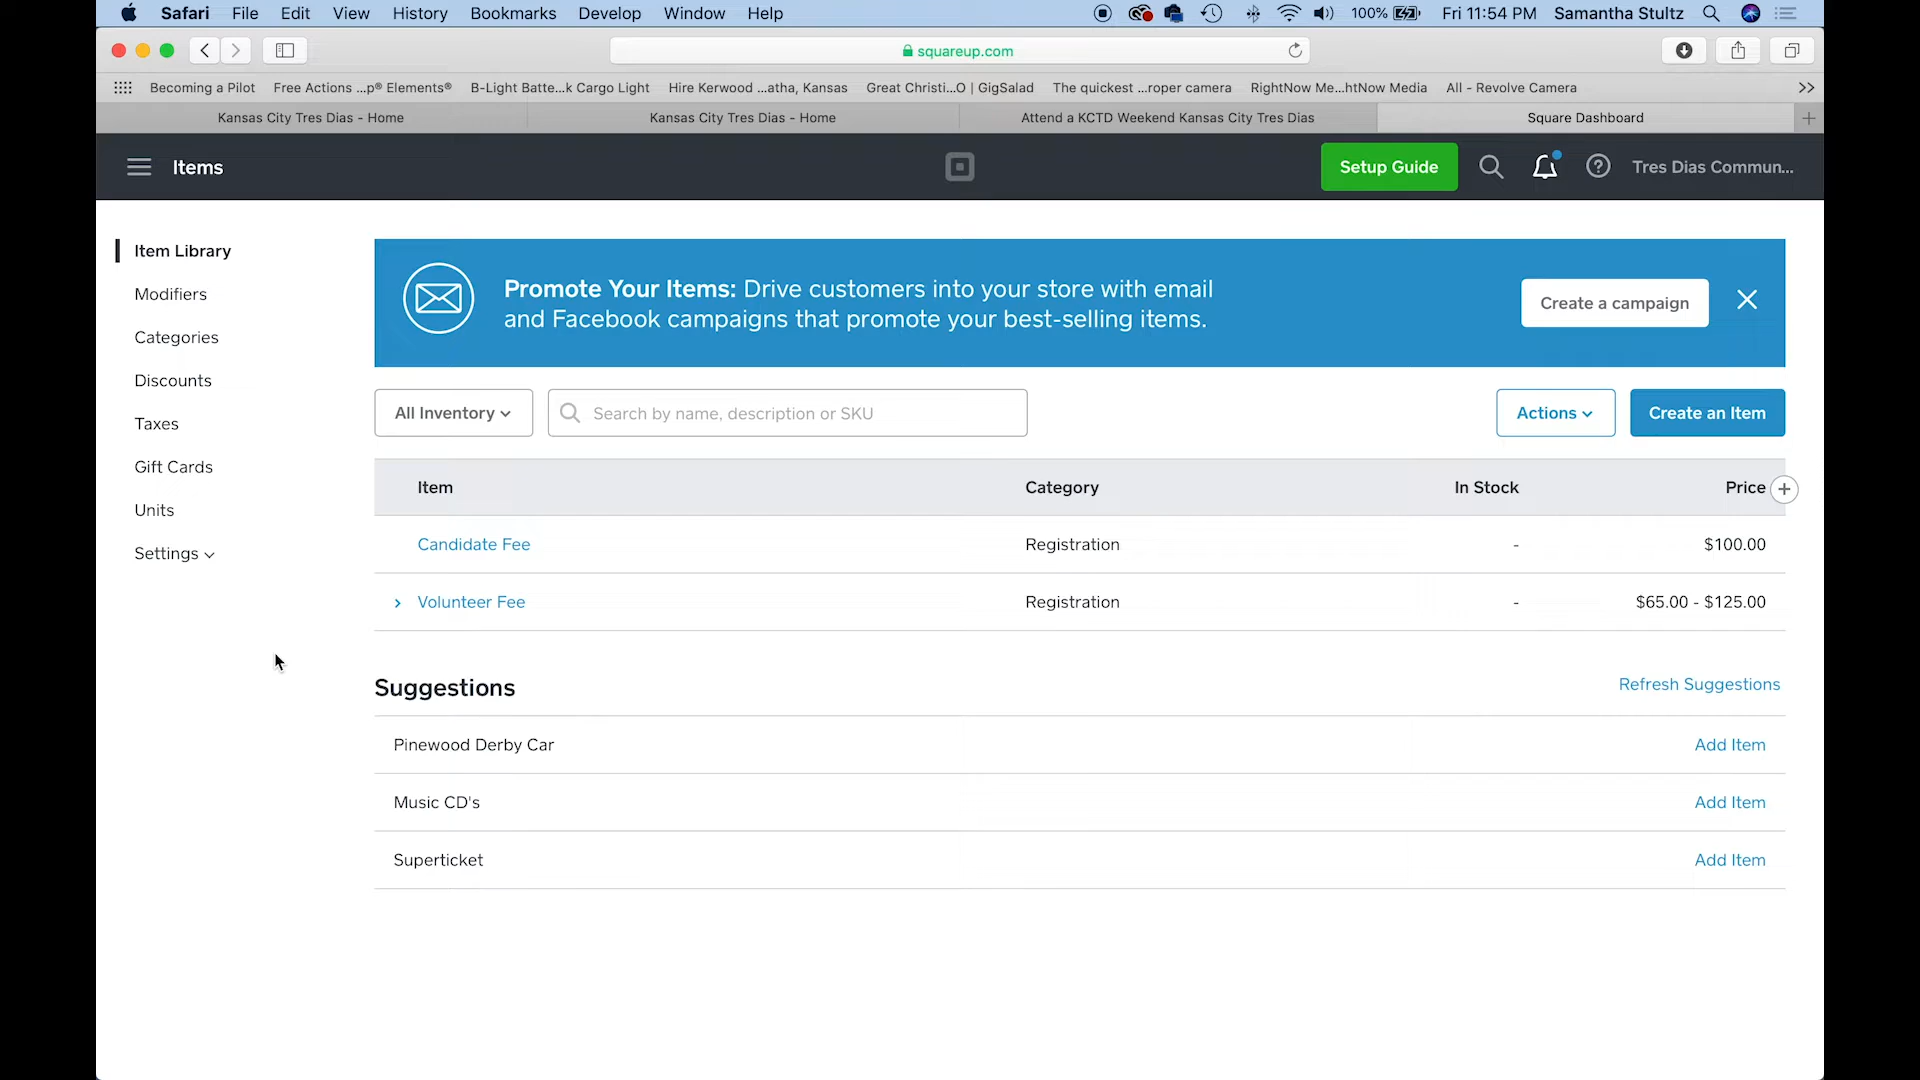 Safari File Edit View History Bookmarks Develop Window Help 100% Fri 11:54 PM Samantha Stultz
squareup.com
Becoming a Pilot Free Actions ...p® Elements® B-Light Batte...k Cargo Light Hire Kerwood ...atha, Kansas Great Christi...O | GigSalad The quickest ...roper camera RightNow Me...htNow Media All - Revolve Camera
Kansas City Tres Dias - Home Kansas City Tres Dias - Home Attend a KCTD Weekend Kansas City Tres Dias Square Dashboard
Items Setup Guide Tres Dias Commun...
Item Library
Modifiers
Categories
Discounts
Taxes
Gift Cards
Units
Settings
Promote Your Items: Drive customers into your store with email
and Facebook campaigns that promote your best-selling items.
Create a campaign
All Inventory Search by name, description or SKU Actions Create an Item
Item Category In Stock Price
Candidate Fee Registration - $100.00
Volunteer Fee Registration - $65.00 - $125.00
Suggestions Refresh Suggestions
Pinewood Derby Car Add Item
Music CD's Add Item
Superticket Add Item